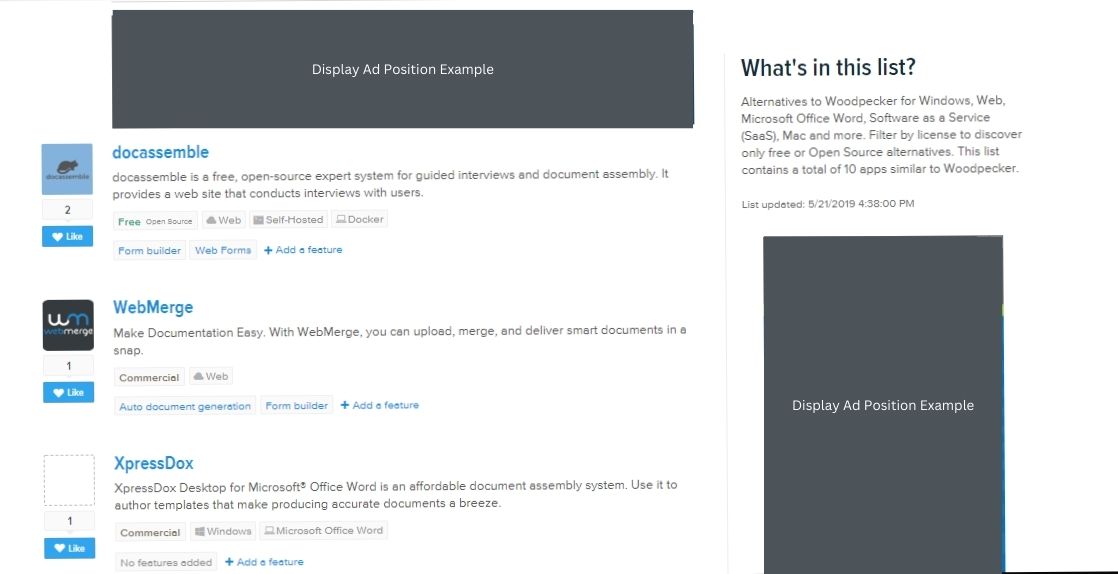 Display Ad Position Example
docassemble
docassemble
docassemble is a free, open-source expert system for guided interviews and document assembly. It
provides a web site that conducts interviews with users.
2
Like
Free Open Source Web Self-Hosted Docker
Form builder Web Forms + Add a feature
wm
webmerge
WebMerge
Make Documentation Easy. With WebMerge, you can upload, merge, and deliver smart documents in a
snap.
1
Like
Commercial Web
Auto document generation Form builder + Add a feature
XpressDox
XpressDox Desktop for Microsoft® Office Word is an affordable document assembly system. Use it to
author templates that make producing accurate documents a breeze.
1
Like
Commercial Windows Microsoft Office Word
No features added + Add a feature
What's in this list?
Alternatives to Woodpecker for Windows, Web,
Microsoft Office Word, Software as a Service
(SaaS), Mac and more. Filter by license to discover
only free or Open Source alternatives. This list
contains a total of 10 apps similar to Woodpecker.
List updated: 5/21/2019 4:38:00 PM
Display Ad Position Example